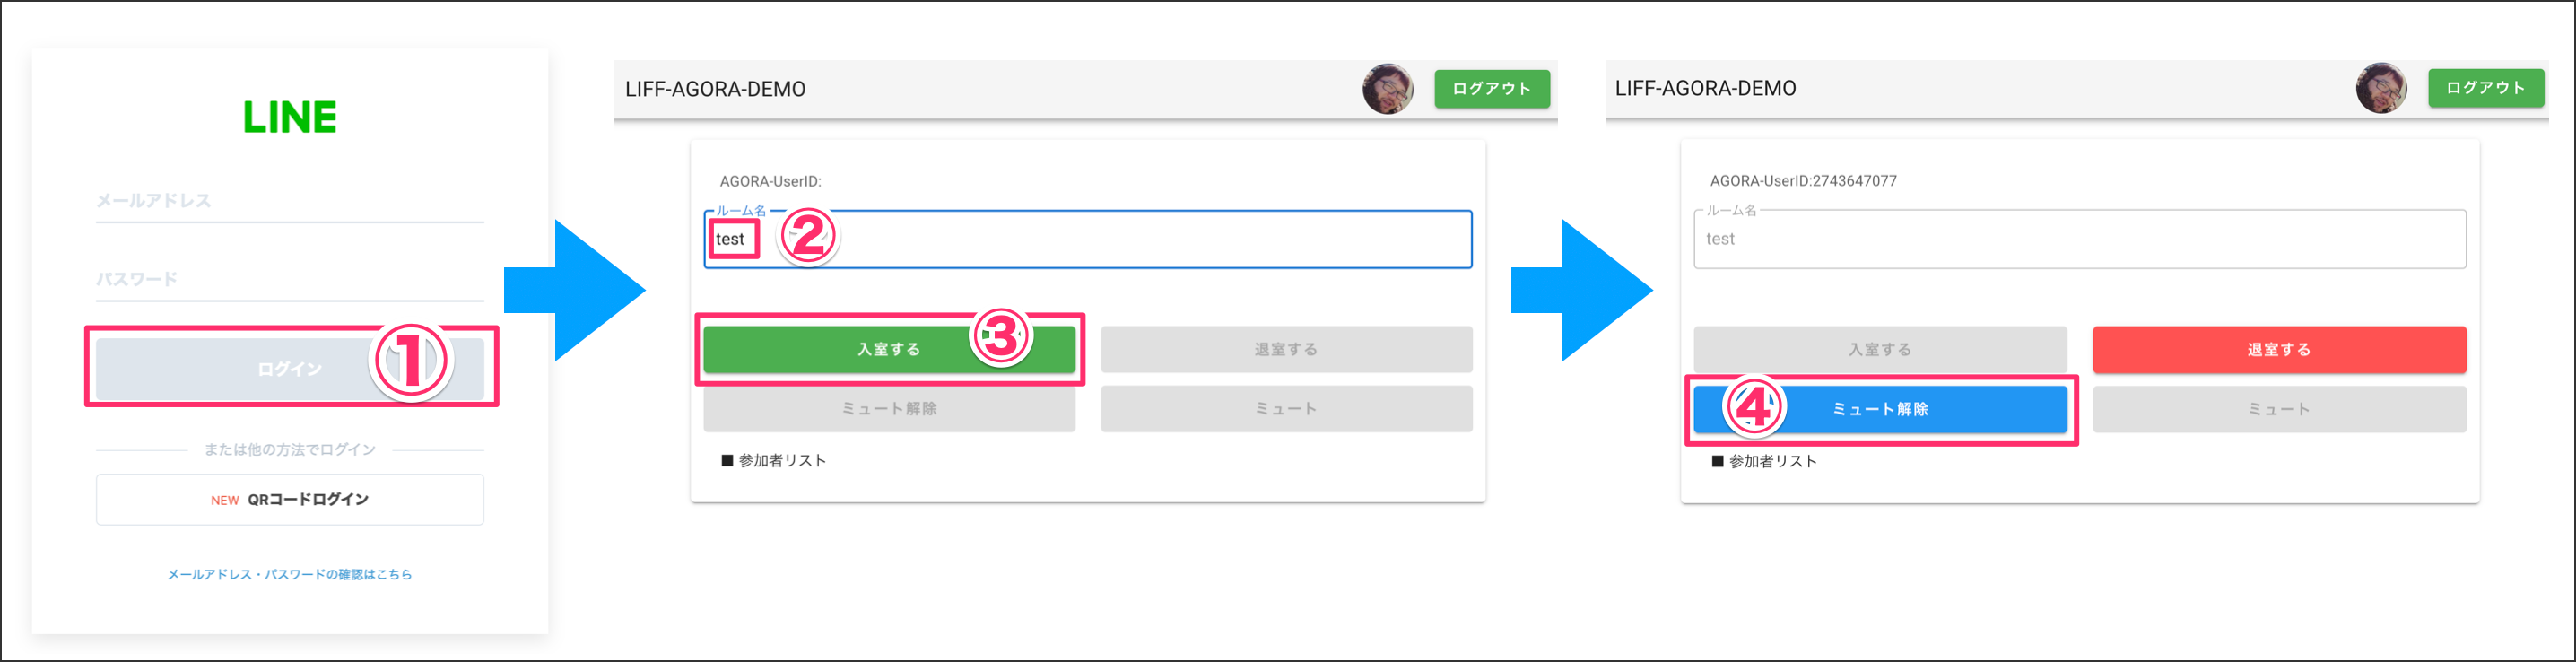 LINE
メールアドレス
パスワード
ログイン
①
または他の方法でログイン
NEW QRコードログイン
メールアドレス・パスワードの確認はこちら
LIFF-AGORA-DEMO
ログアウト
AGORA-UserID:
ルーム名
test
②
入室する
③
退室する
ミュート解除
ミュート
■ 参加者リスト
LIFF-AGORA-DEMO
ログアウト
AGORA-UserID:2743647077
ルーム名
test
入室する
退室する
④
ミュート解除
ミュート
■ 参加者リスト